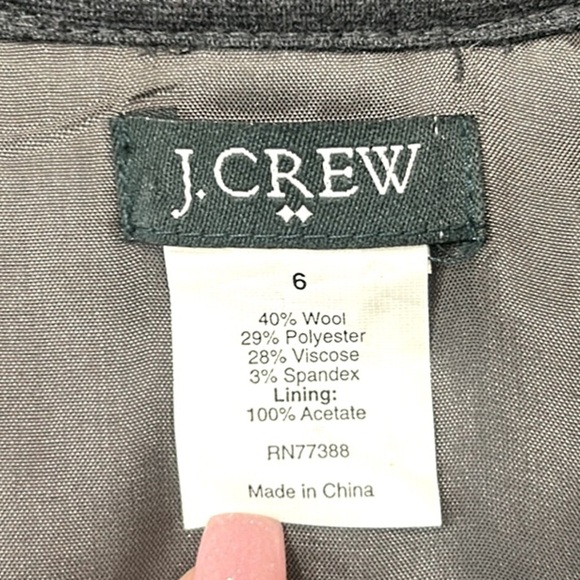 J.CREW
6
40% Wool
29% Polyester
28% Viscose
3% Spandex
Lining:
100% Acetate
RN77388
Made in China